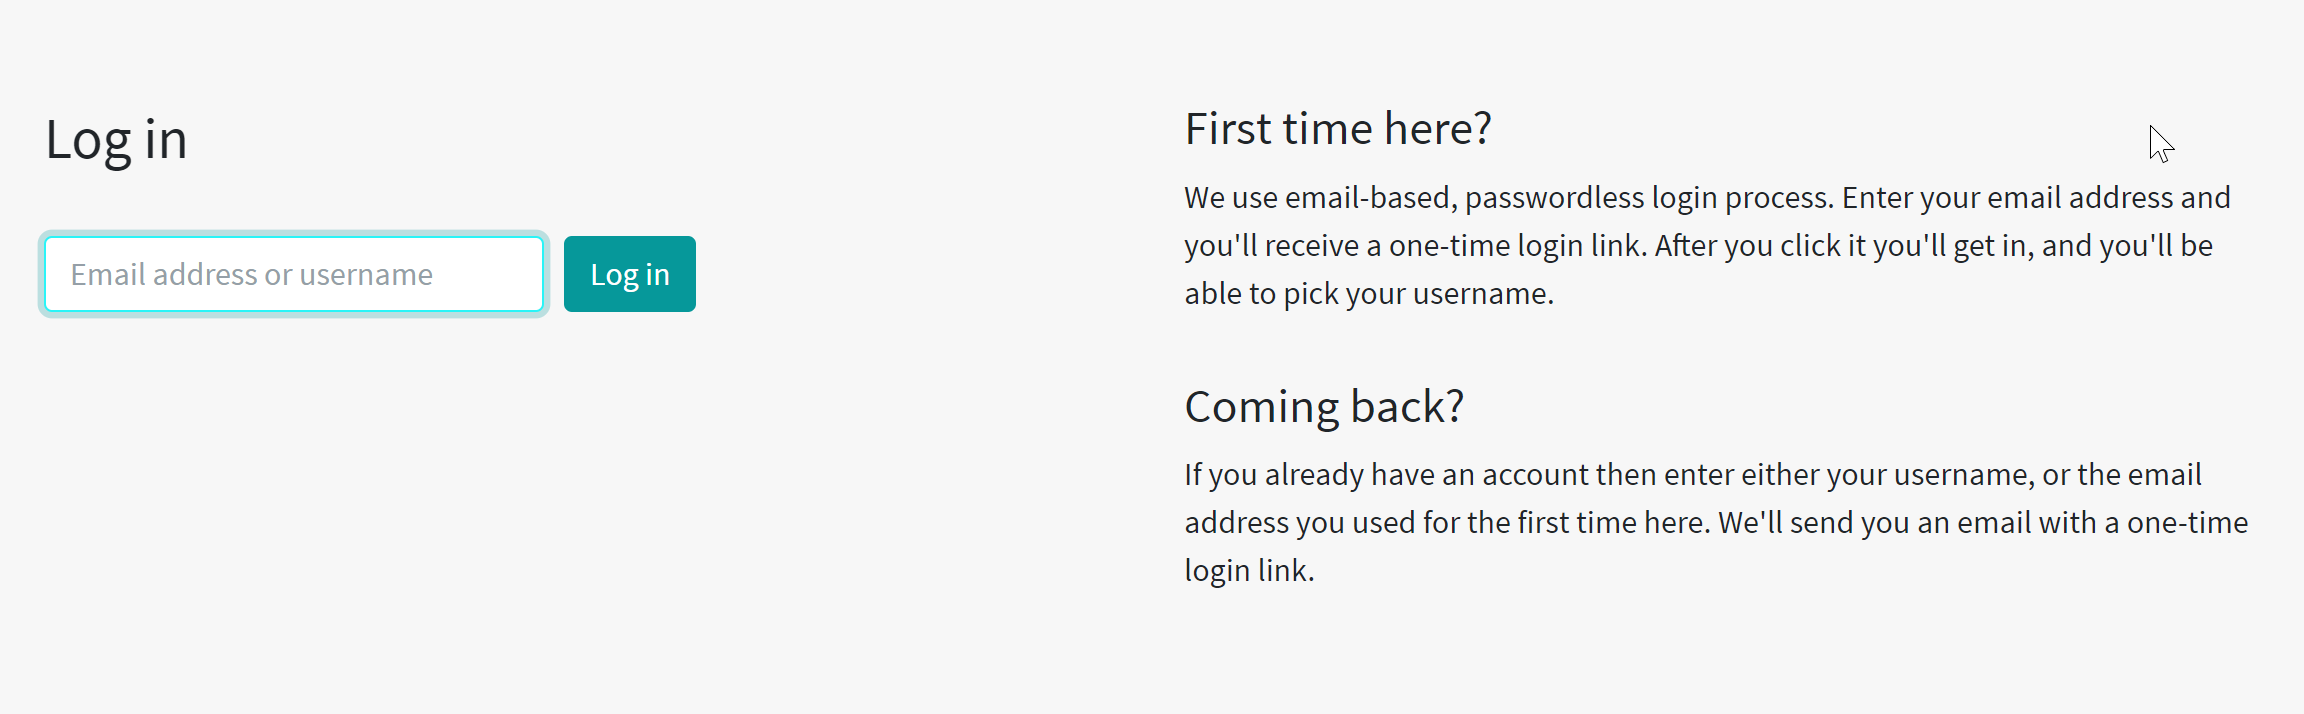 Log in
Email address or username
Log in
First time here?
We use email-based, passwordless login process. Enter your email address and
you'll receive a one-time login link. After you click it you'll get in, and you'll be
able to pick your username.
Coming back?
If you already have an account then enter either your username, or the email
address you used for the first time here. We'll send you an email with a one-time
login link.